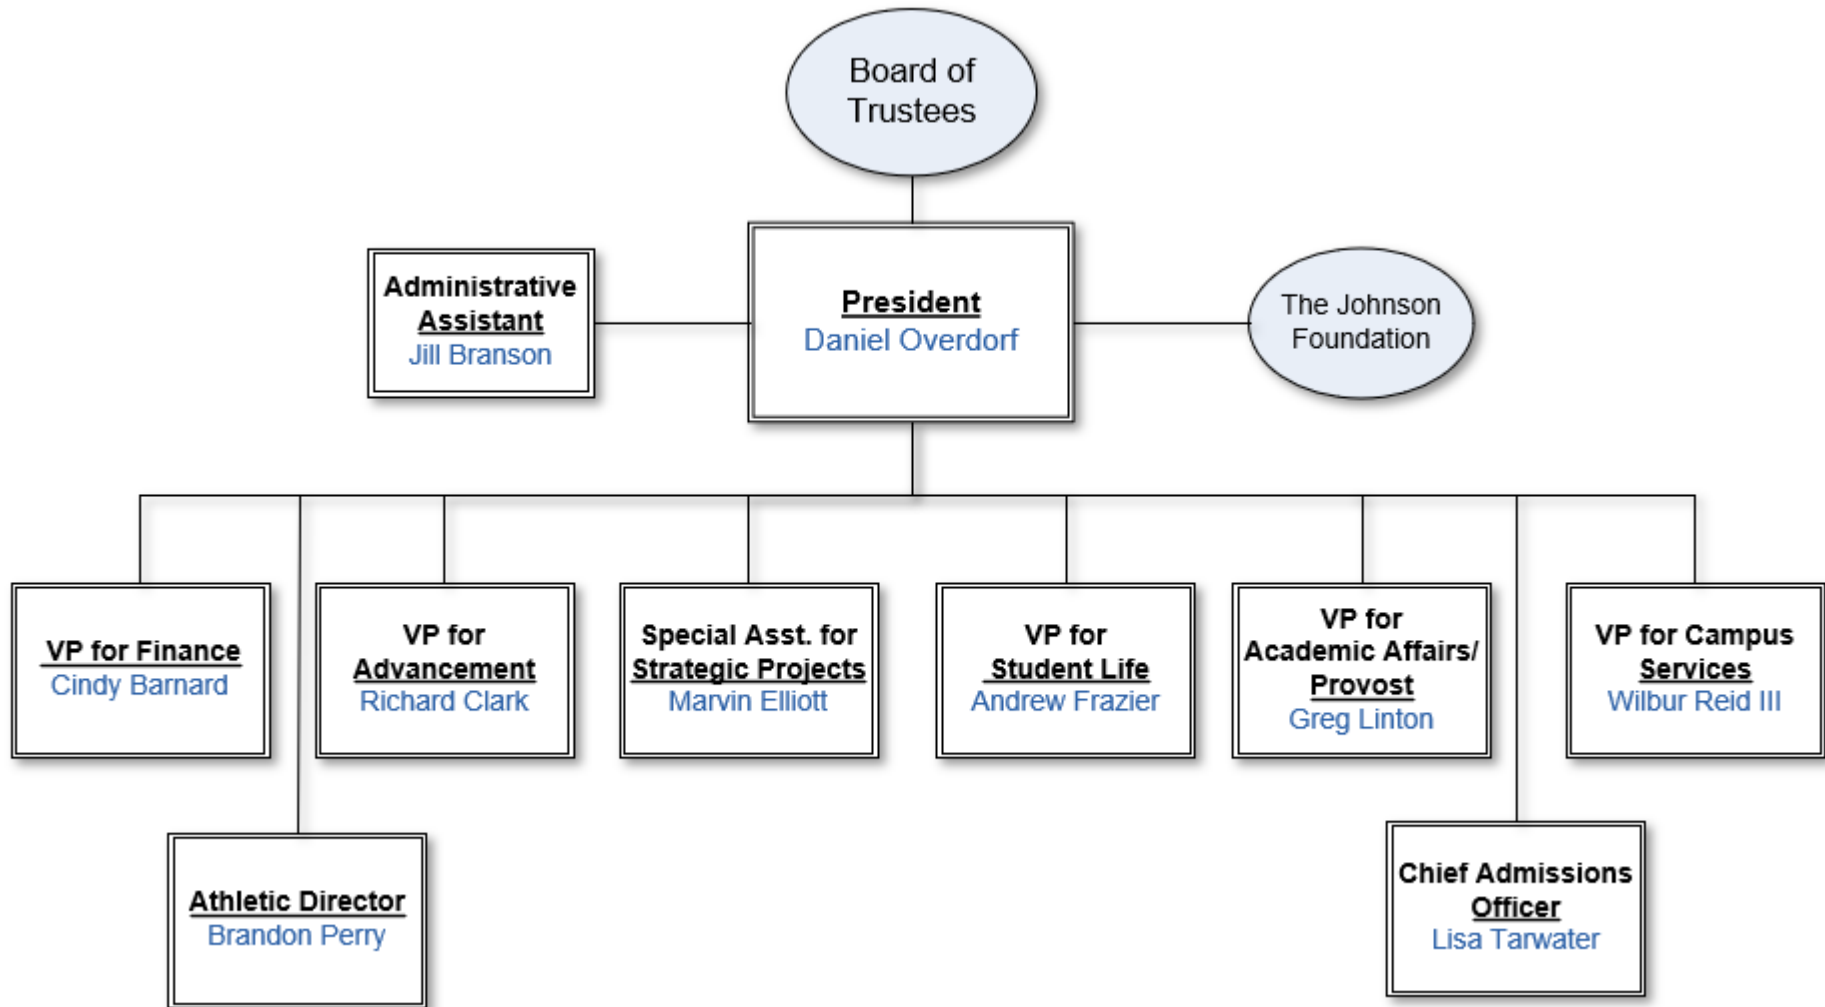 Board of
Trustees
Administrative
Assistant
Jill Branson
President
Daniel Overdorf
The Johnson
Foundation
VP for Finance
Cindy Barnard
VP for
Advancement
Richard Clark
Special Asst. for
Strategic Projects
Marvin Elliott
VP for
Student Life
Andrew Frazier
VP for
Academic Affairs/
Provost
Greg Linton
VP for Campus
Services
Wilbur Reid III
Athletic Director
Brandon Perry
Chief Admissions
Officer
Lisa Tarwater